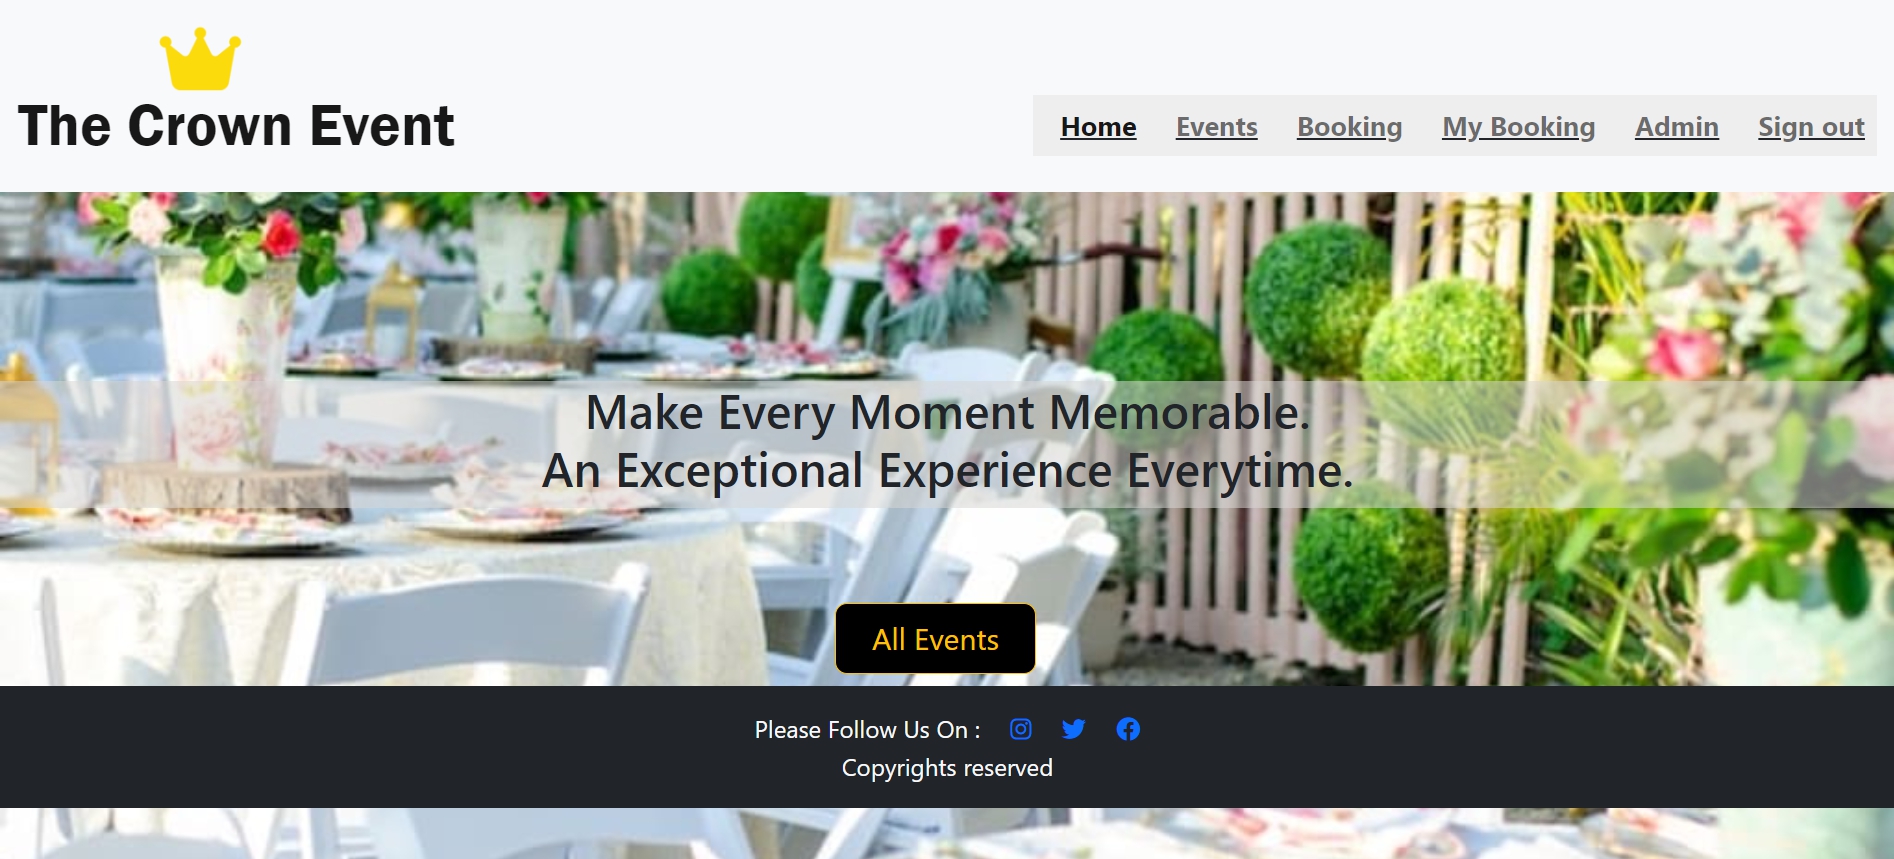 The Crown Event
Home Events Booking My Booking Admin Sign out
Make Every Moment Memorable.
An Exceptional Experience Everytime.
All Events
Please Follow Us On :
Copyrights reserved